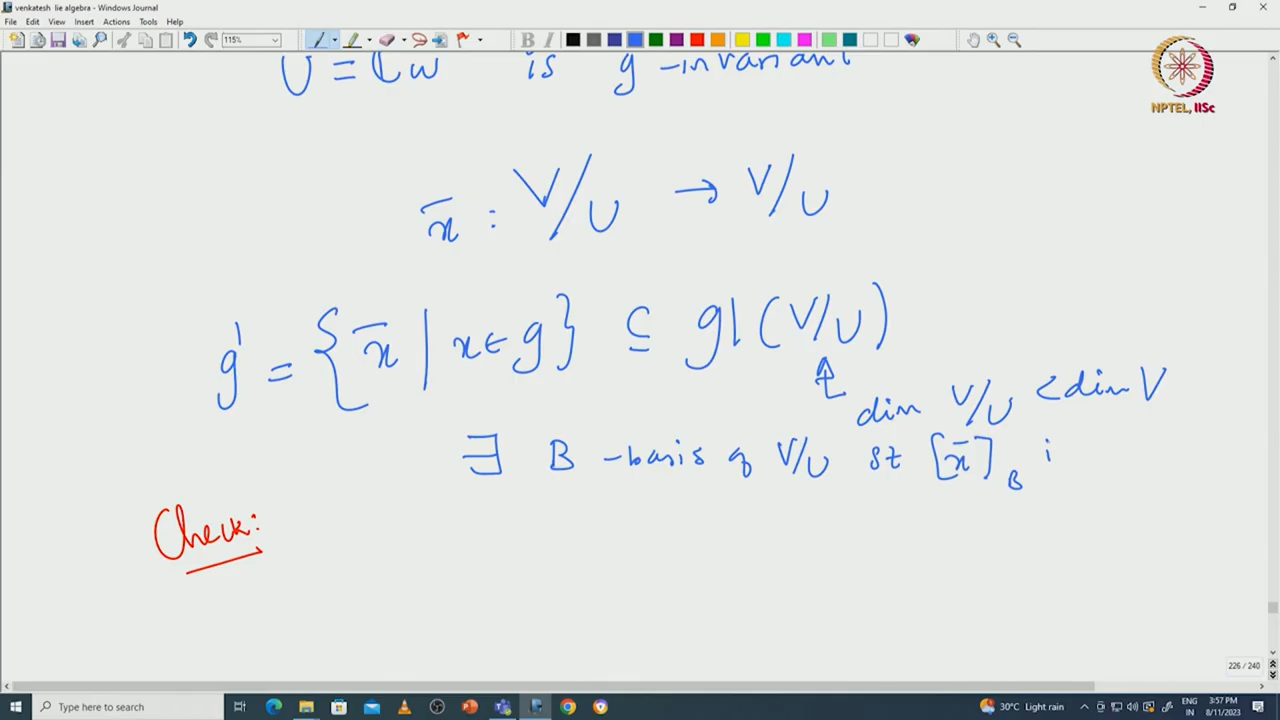 venkatesh lie algebra - Windows Journal
File Edit View Insert Actions Tools Help
115%
B I
NPTEL, IISc
U = ℂw is g-invariant
x̄ : V/U → V/U
g' = { x̄ | x ∈ g } ⊆ gl (V/U)
dim V/U < dim V
∃ B -basis of V/U st [x̄]_B i
Check:
226 / 240
Type here to search
30°C Light rain
ENG
IN
3:57 PM
8/11/2023